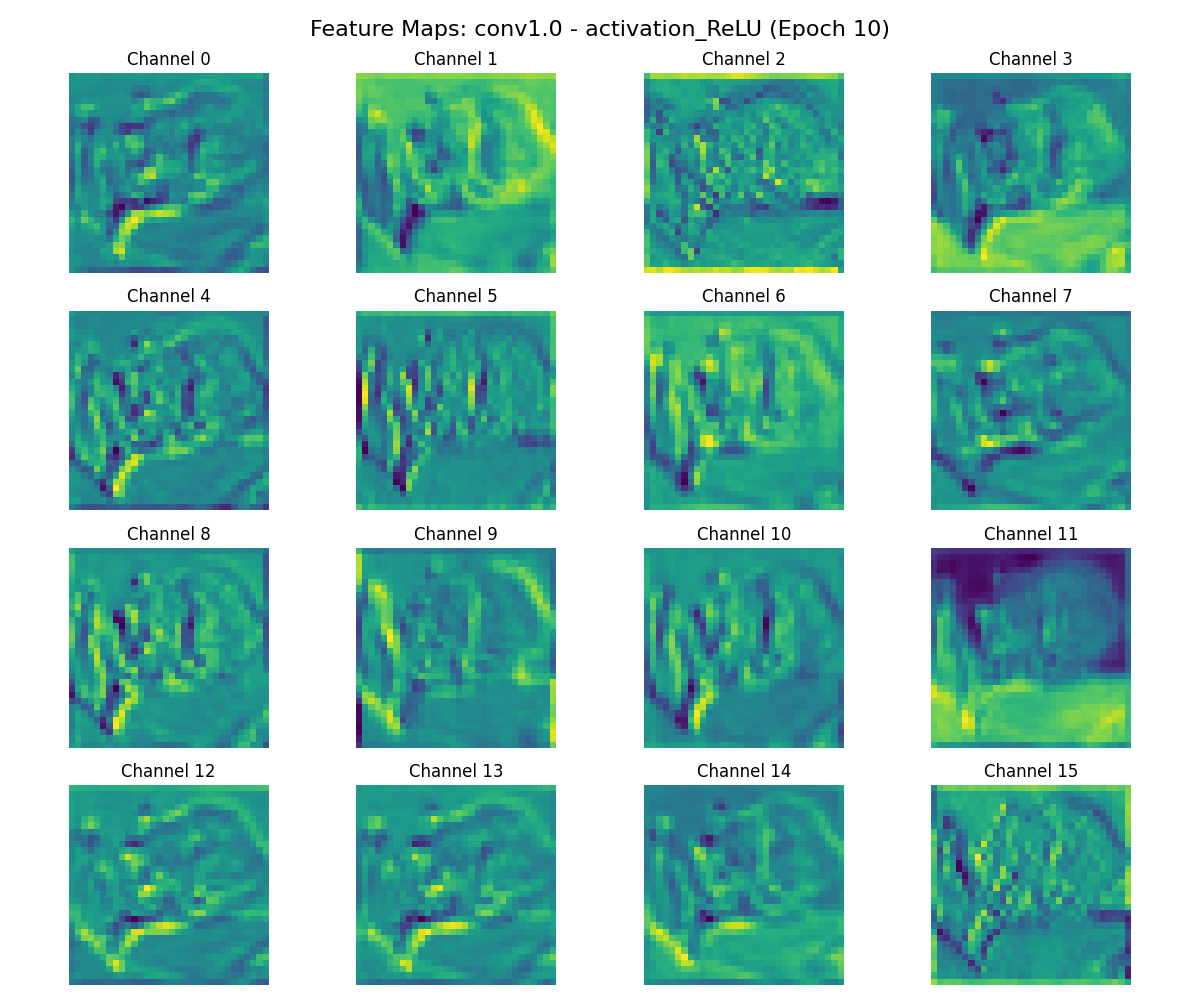 Feature Maps: conv1.0 - activation_ReLU (Epoch 10)
Channel 0
Channel 1
Channel 2
Channel 3
Channel 4
Channel 5
Channel 6
Channel 7
Channel 8
Channel 9
Channel 10
Channel 11
Channel 12
Channel 13
Channel 14
Channel 15